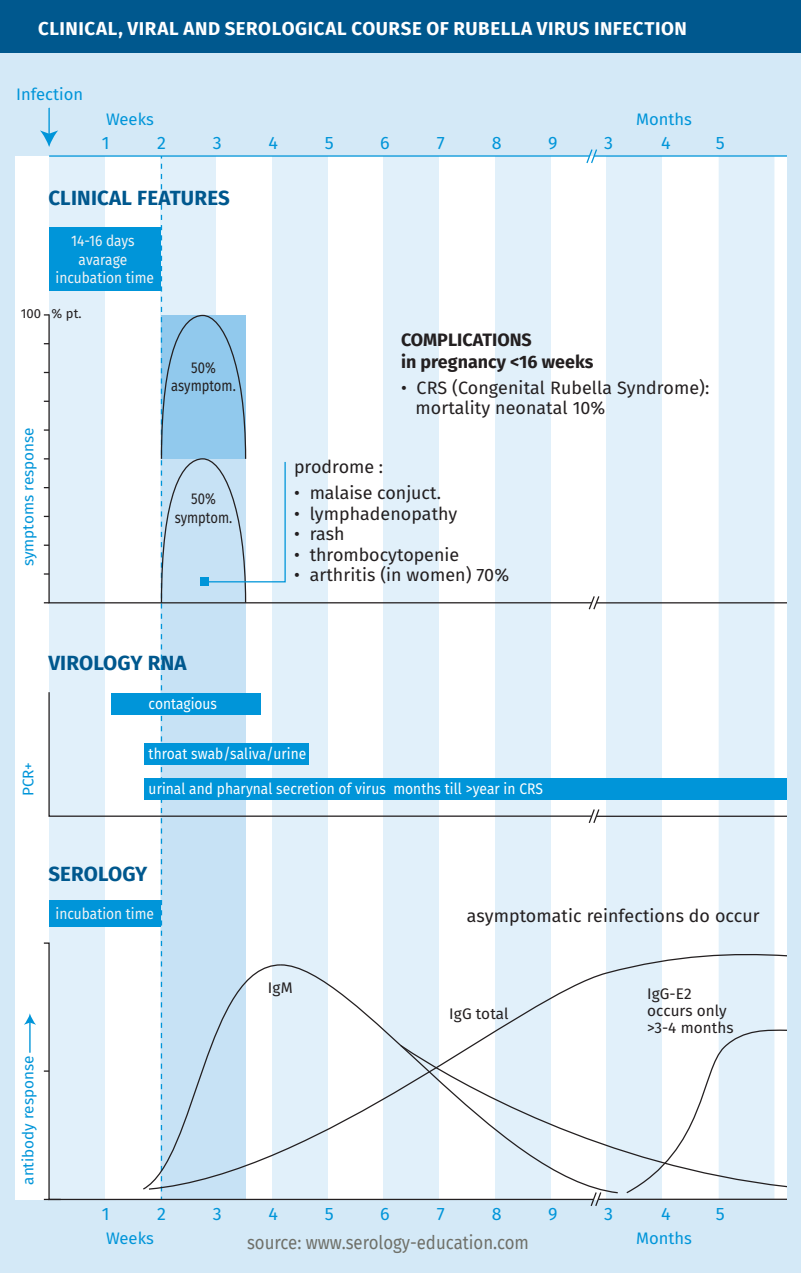 CLINICAL, VIRAL AND SEROLOGICAL COURSE OF RUBELLA VIRUS INFECTION
Infection
Weeks
Months
1 2 3 4 5 6 7 8 9 3 4 5
CLINICAL FEATURES
14-16 days
avarage
incubation time
100 % pt.
symptoms response
50%
asymptom.
COMPLICATIONS
in pregnancy <16 weeks
• CRS (Congenital Rubella Syndrome):
mortality neonatal 10%
50%
symptom.
prodrome :
• malaise conjuct.
• lymphadenopathy
• rash
• thrombocytopenie
• arthritis (in women) 70%
VIROLOGY RNA
PCR+
contagious
throat swab/saliva/urine
urinal and pharynal secretion of virus months till >year in CRS
SEROLOGY
incubation time
asymptomatic reinfections do occur
antibody response
IgM
IgG total
IgG-E2
occurs only
>3-4 months
1 2 3 4 5 6 7 8 9 3 4 5
Weeks
Months
source: www.serology-education.com